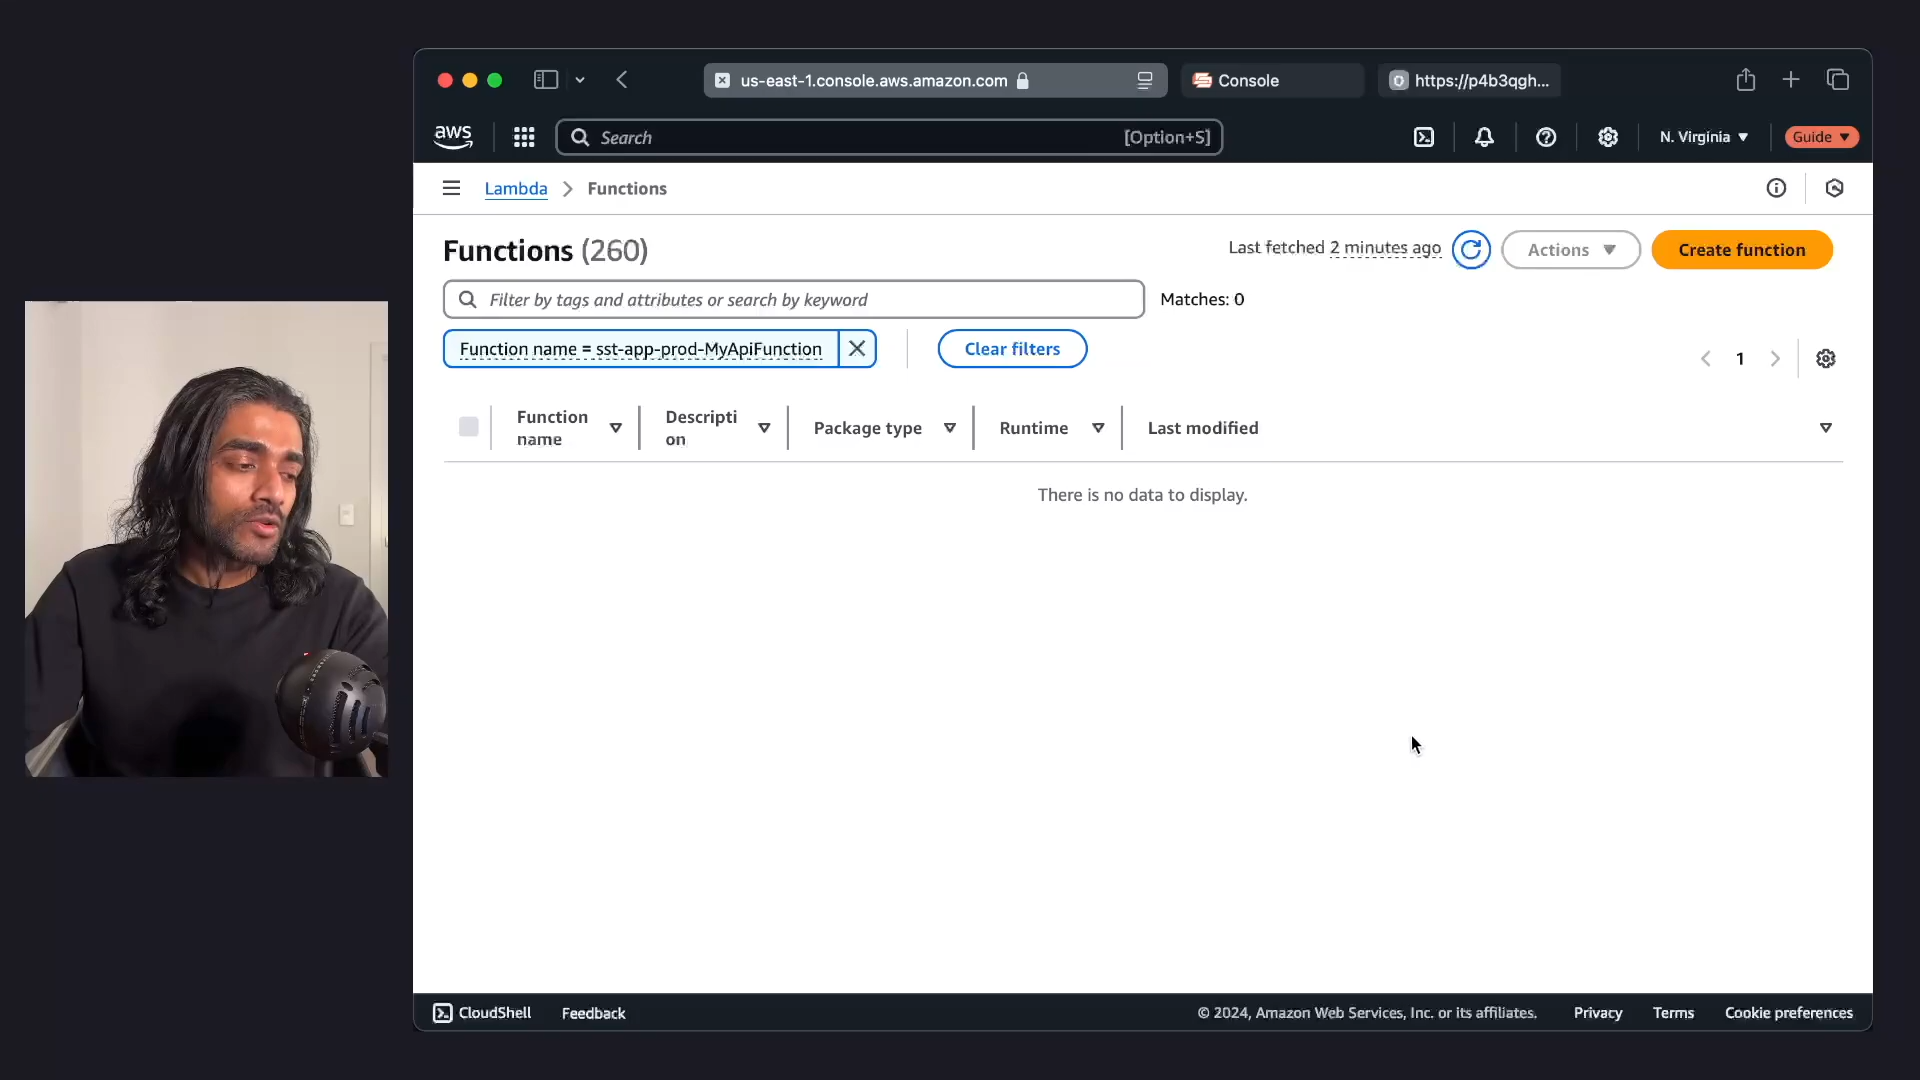 us-east-1.console.aws.amazon.com
Console
https://p4b3qgh...
aws
Search
[Option+S]
N. Virginia
Guide
Lambda
Functions
Functions (260)
Last fetched 2 minutes ago
Actions
Create function
Filter by tags and attributes or search by keyword
Matches: 0
Function name = sst-app-prod-MyApiFunction
Clear filters
1
Function
name
Descripti
on
Package type
Runtime
Last modified
There is no data to display.
CloudShell
Feedback
© 2024, Amazon Web Services, Inc. or its affiliates.
Privacy
Terms
Cookie preferences